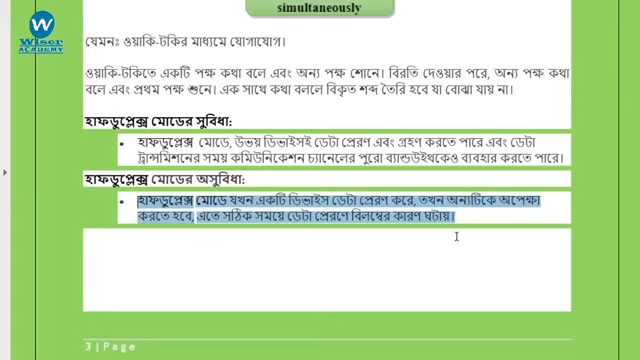 Wiser
ACADEMY
simultaneously
যেমনঃ ওয়াকি-টকির মাধ্যমে যোগাযোগ।
ওয়াকি-টকিতে একটি পক্ষ কথা বলে এবং অন্য পক্ষ শোনে। বিরতি দেওয়ার পরে, অন্য পক্ষ কথা
বলে এবং প্রথম পক্ষ শুনে। এক সাথে কথা বললে বিকৃত শব্দ তৈরি হবে যা বোঝা যায় না।
হাফডুপ্লেক্স মোডের সুবিধা:
• হাফডুপ্লেক্স মোডে, উভয় ডিভাইসই ডেটা প্রেরণ এবং গ্রহণ করতে পারে এবং ডেটা
ট্রান্সমিশনের সময় কমিউনিকেশন চ্যানেলের পুরো ব্যান্ডউইথকেও ব্যবহার করতে পারে।
হাফডুপ্লেক্স মোডের অসুবিধা:
• হাফডুপ্লেক্স মোডে যখন একটি ডিভাইস ডেটা প্রেরণ করে, তখন অন্যটিকে অপেক্ষা
করতে হবে, এতে সঠিক সময়ে ডেটা প্রেরণে বিলম্বের কারণ ঘটায়।
3 | Page